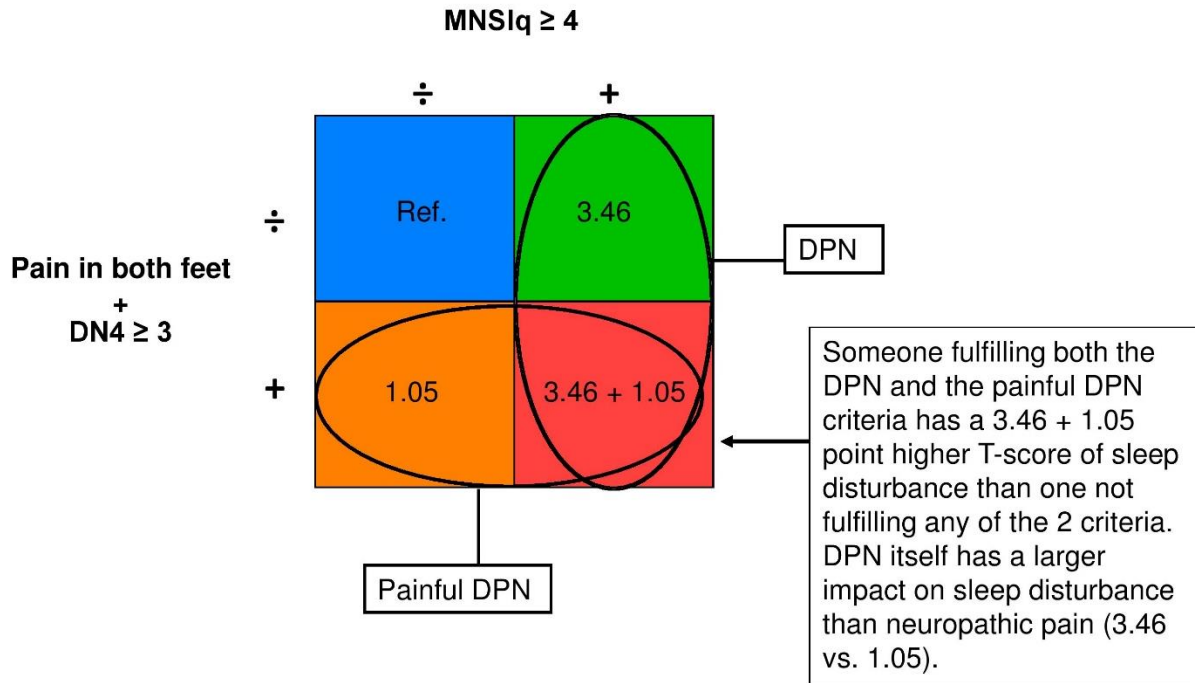 MNSIq ≥ 4
÷ +
÷
Ref. 3.46
DPN
Pain in both feet
+
DN4 ≥ 3
+
1.05 3.46 + 1.05
Painful DPN
Someone fulfilling both the
DPN and the painful DPN
criteria has a 3.46 + 1.05
point higher T-score of sleep
disturbance than one not
fulfilling any of the 2 criteria.
DPN itself has a larger
impact on sleep disturbance
than neuropathic pain (3.46
vs. 1.05).